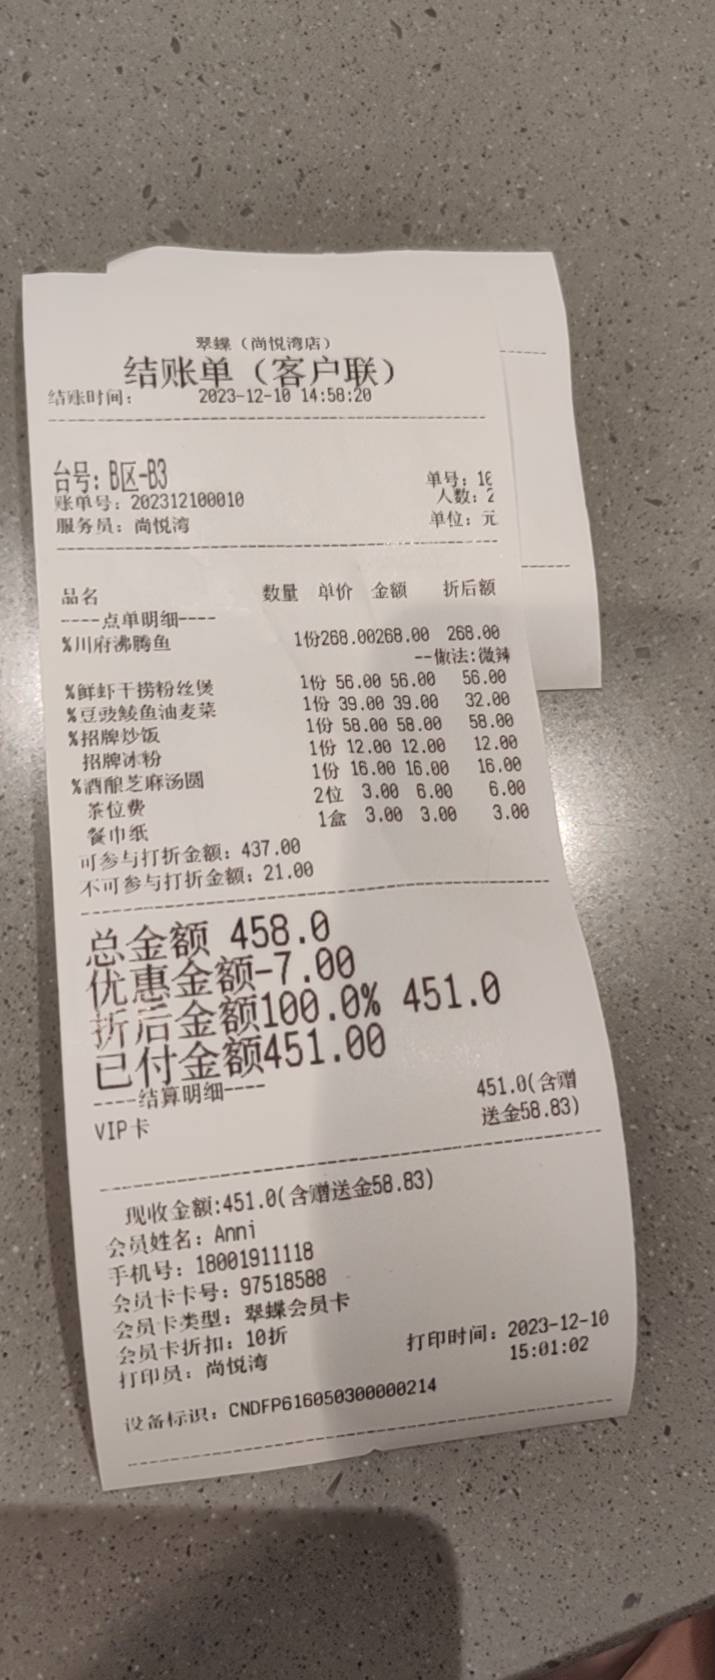 翠蝶（尚悦湾店）
结账单（客户联）
结账时间： 2023-12-10 14:58:20
台号：B区-B3
单号：16
账单号：202312100010 人数：2
服务员：尚悦湾 单位：元
品名 数量 单价 金额 折后额
----点单明细----
%川府沸腾鱼 1份268.00268.00 268.00
--做法:微辣
%鲜虾干捞粉丝煲 1份 56.00 56.00 56.00
%豆豉鲮鱼油麦菜 1份 39.00 39.00 32.00
%招牌炒饭 1份 58.00 58.00 58.00
招牌冰粉 1份 12.00 12.00 12.00
%酒酿芝麻汤圆 1份 16.00 16.00 16.00
茶位费 2位 3.00 6.00 6.00
餐巾纸 1盒 3.00 3.00 3.00
可参与打折金额：437.00
不可参与打折金额：21.00
总金额 458.0
优惠金额-7.00
折后金额100.0% 451.0
已付金额451.00
----结算明细----
VIP卡 451.0(含赠
送金58.83)
现收金额:451.0(含赠送金58.83)
会员姓名：Anni
手机号：18001911118
会员卡卡号：97518588
会员卡类型：翠蝶会员卡
会员卡折扣：10折
打印员：尚悦湾 打印时间：2023-12-10
15:01:02
设备标识：CNDFP616050300000214